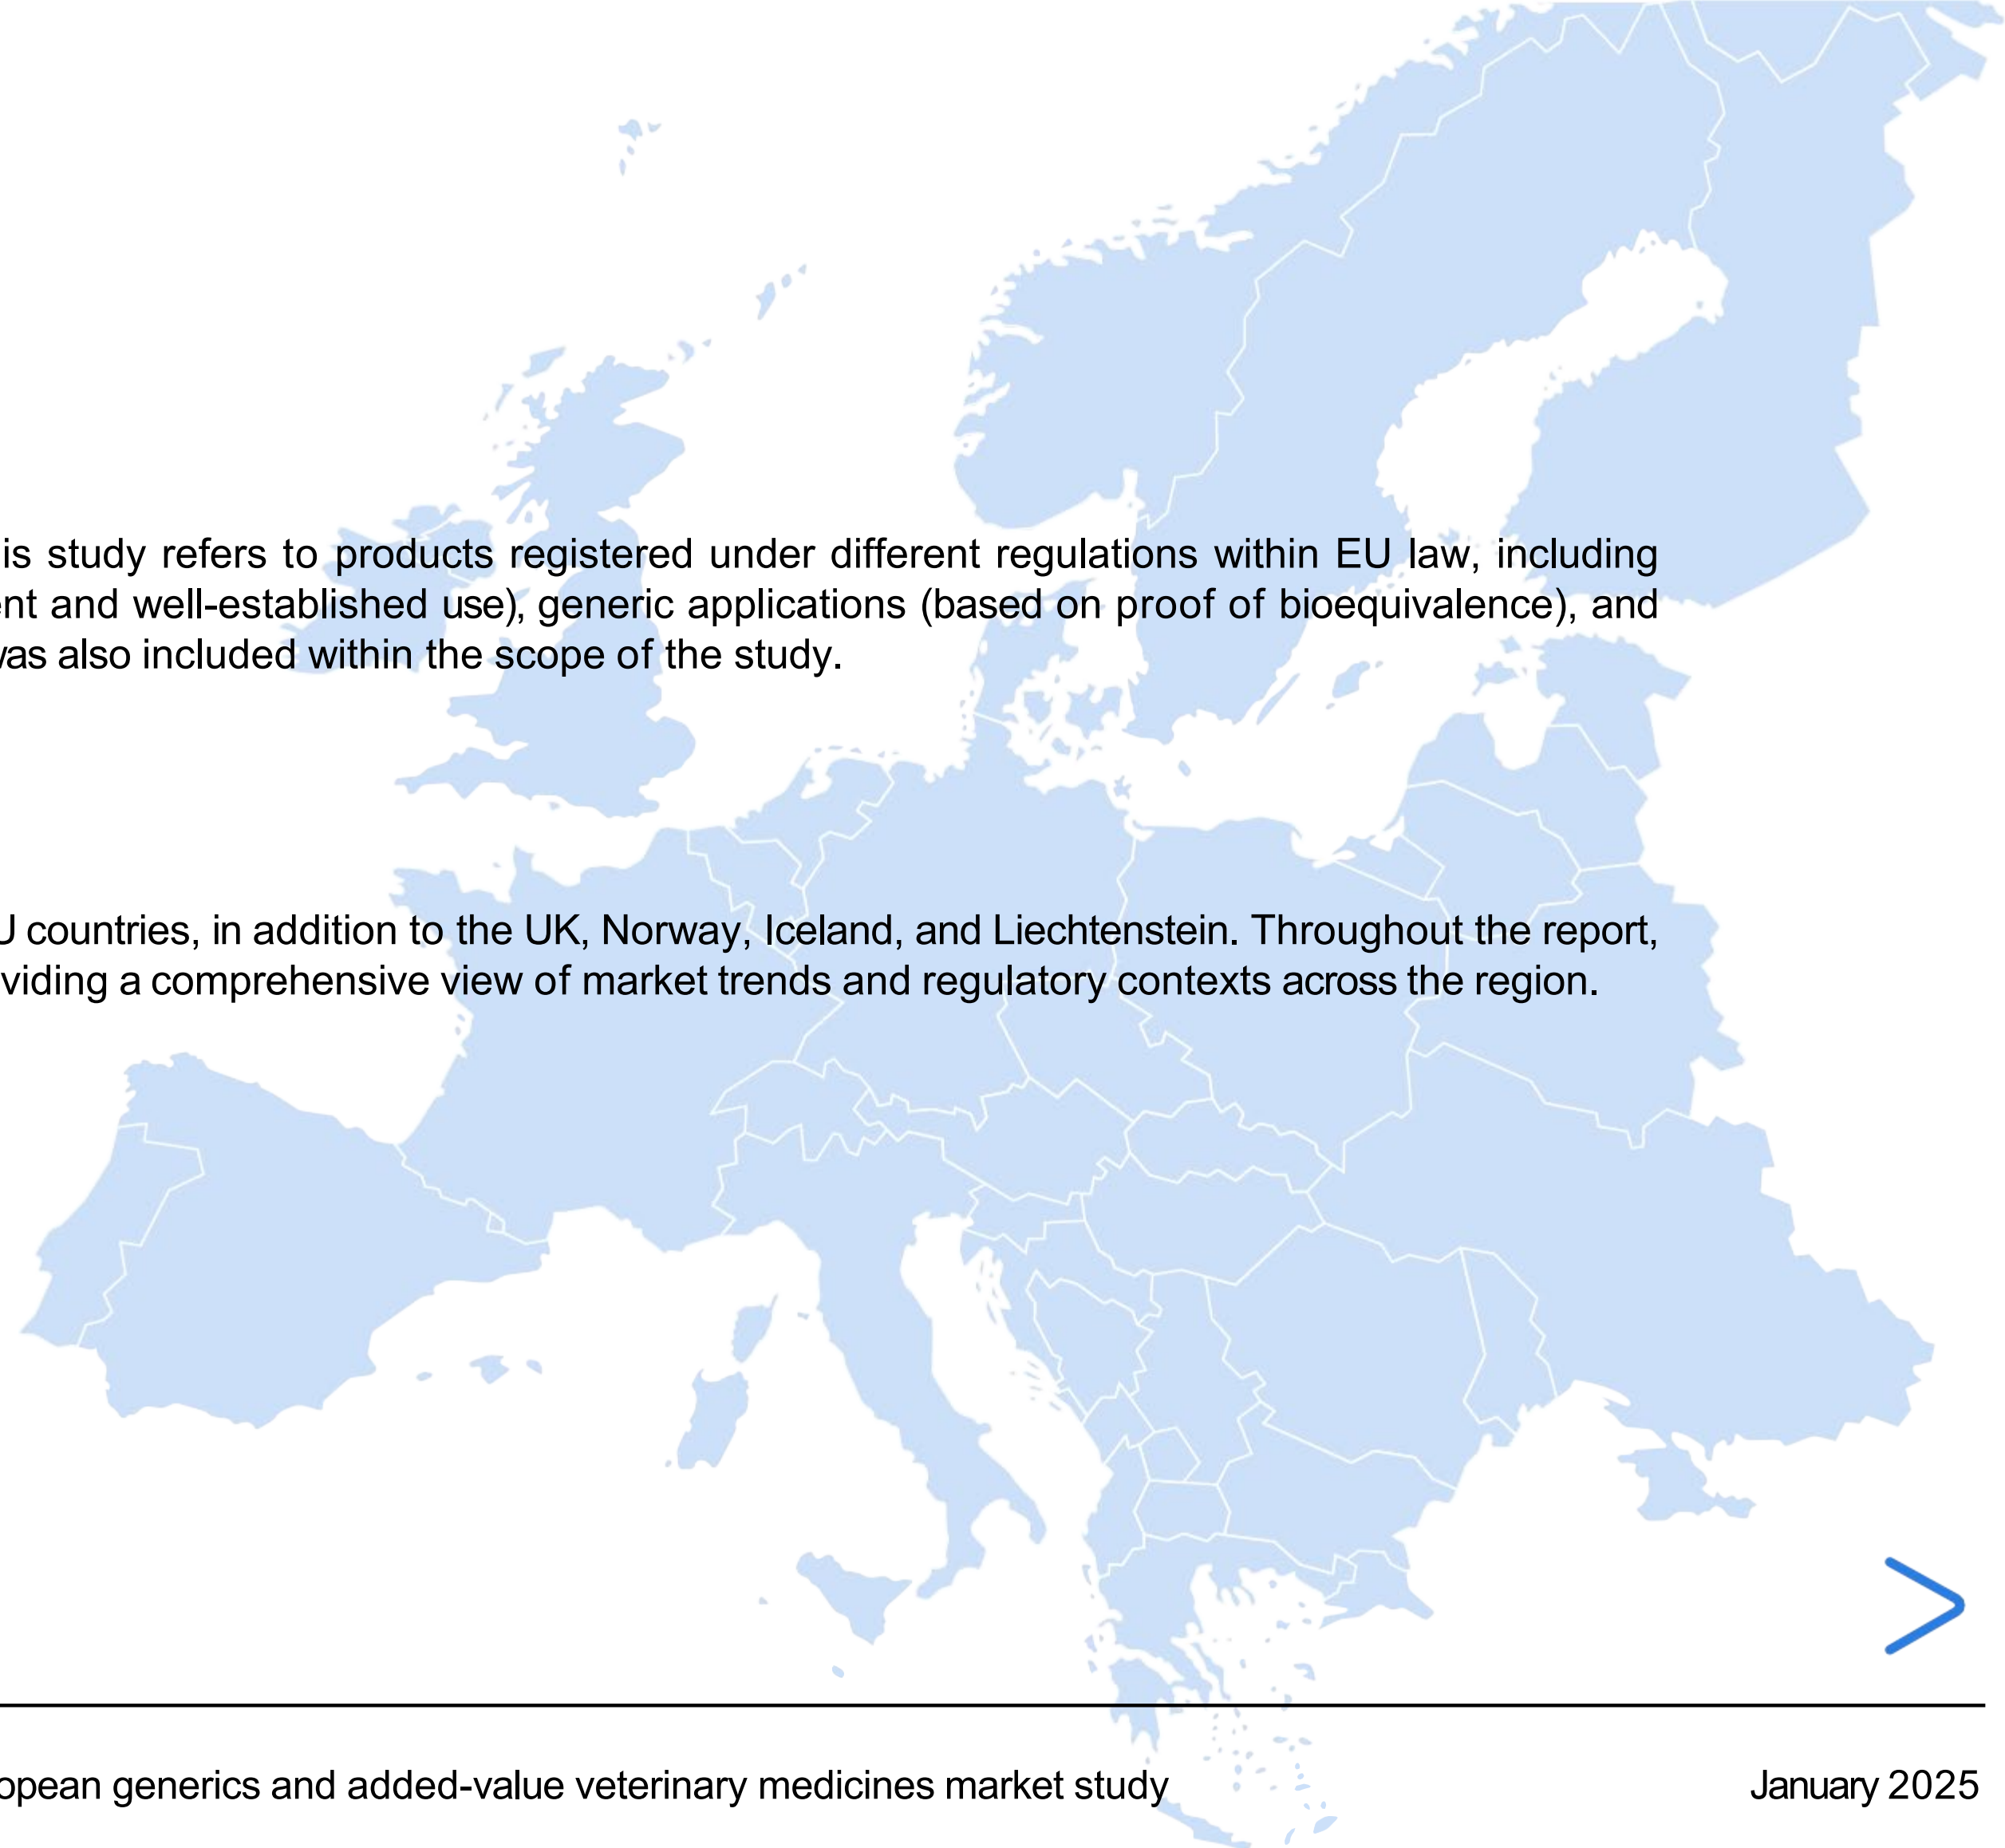 is study refers to products registered under different regulations within EU law, including
nt and well-established use), generic applications (based on proof of bioequivalence), and
was also included within the scope of the study.
U countries, in addition to the UK, Norway, Iceland, and Liechtenstein. Throughout the report,
viding a comprehensive view of market trends and regulatory contexts across the region.
opean generics and added-value veterinary medicines market study
January 2025